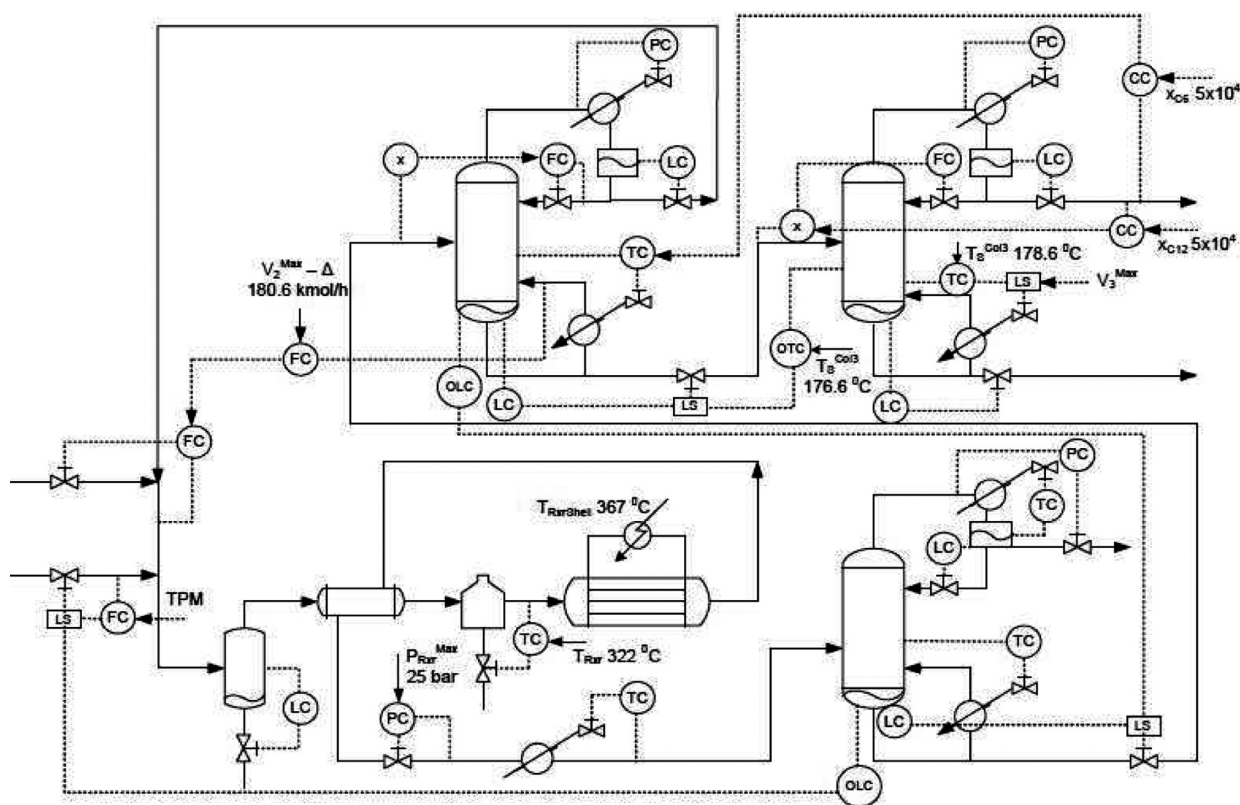 PC
PC
CC
x_C6 5x10⁴
x
FC
LC
FC
LC
x
CC
x_C12 5x10⁴
TC
T_S^Col3 178.6 ⁰C
TC
LS
V_3^Max
V_2^Max – Δ
180.6 kmol/h
FC
OTC
T_S^Col3
176.6 ⁰C
OLC
LC
LS
LC
FC
PC
TC
T_RxrShell 367 ⁰C
LC
TPM
LS
FC
TC
T_Rxr 322 ⁰C
TC
P_Rxr^Max
25 bar
LC
PC
TC
LC
LS
OLC